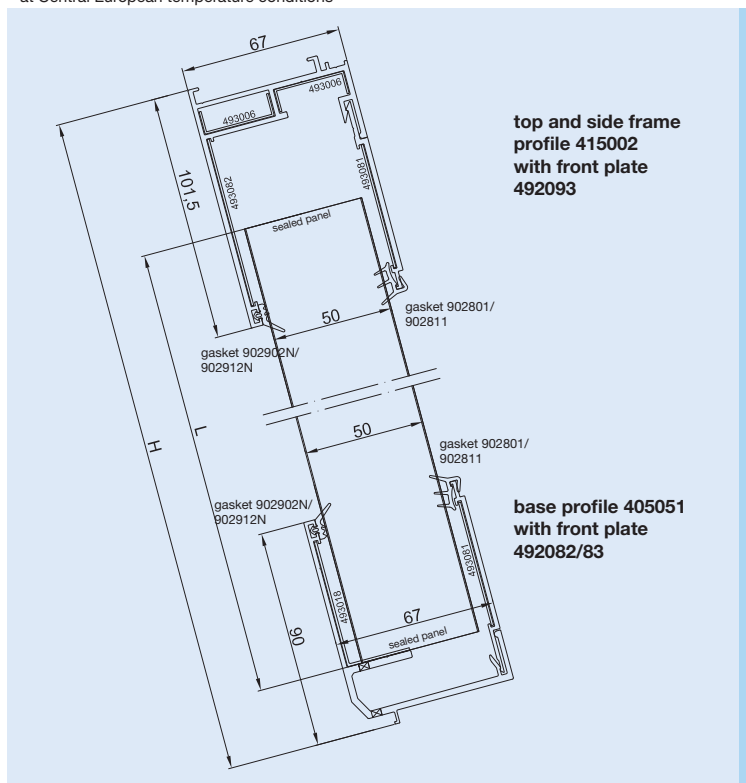 at Central European temperature conditions
67
493006
493006
101,5
493082
493081
sealed panel
top and side frame
profile 415002
with front plate
492093
50
gasket 902801/
902811
gasket 902902N/
902912N
H
L
50
gasket 902801/
902811
gasket 902902N/
902912N
base profile 405051
with front plate
492082/83
90
493018
493081
67
sealed panel